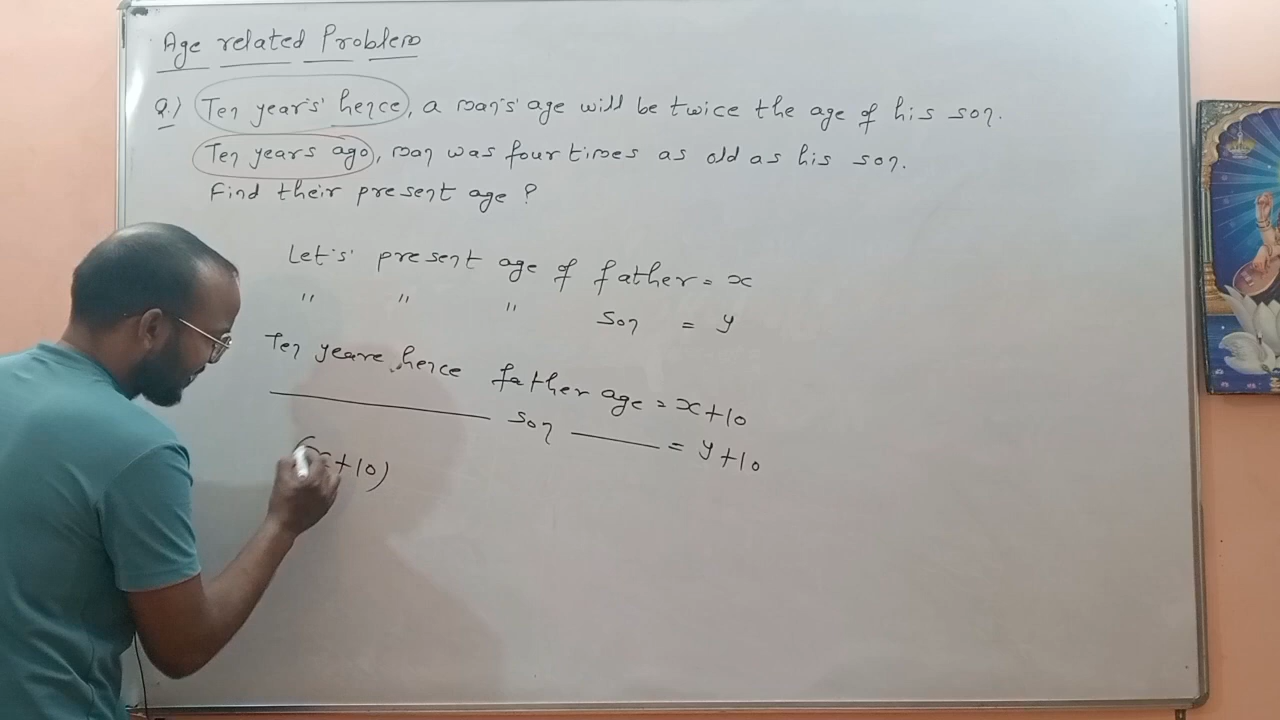 Age related Problem
Q.) Ten years' hence, a man's age will be twice the age of his son.
Ten years ago, man was four times as old as his son.
Find their present age ?
Let's' present age of father = x
" " " son = y
Ten yeare hence father age = x+10
son = y+10
(x+10)